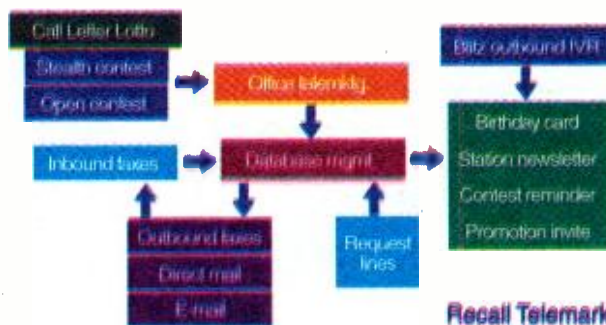 Call Letter Lotto
Stealth contest
Open contest
Office telemktg.
Blitz outbound IVR
Inbound faxes
Database mgmt.
Birthday card
Station newsletter
Contest reminder
Promotion invite
Outbound faxes
Direct mail
E-mail
Request
lines
Recall Telemark